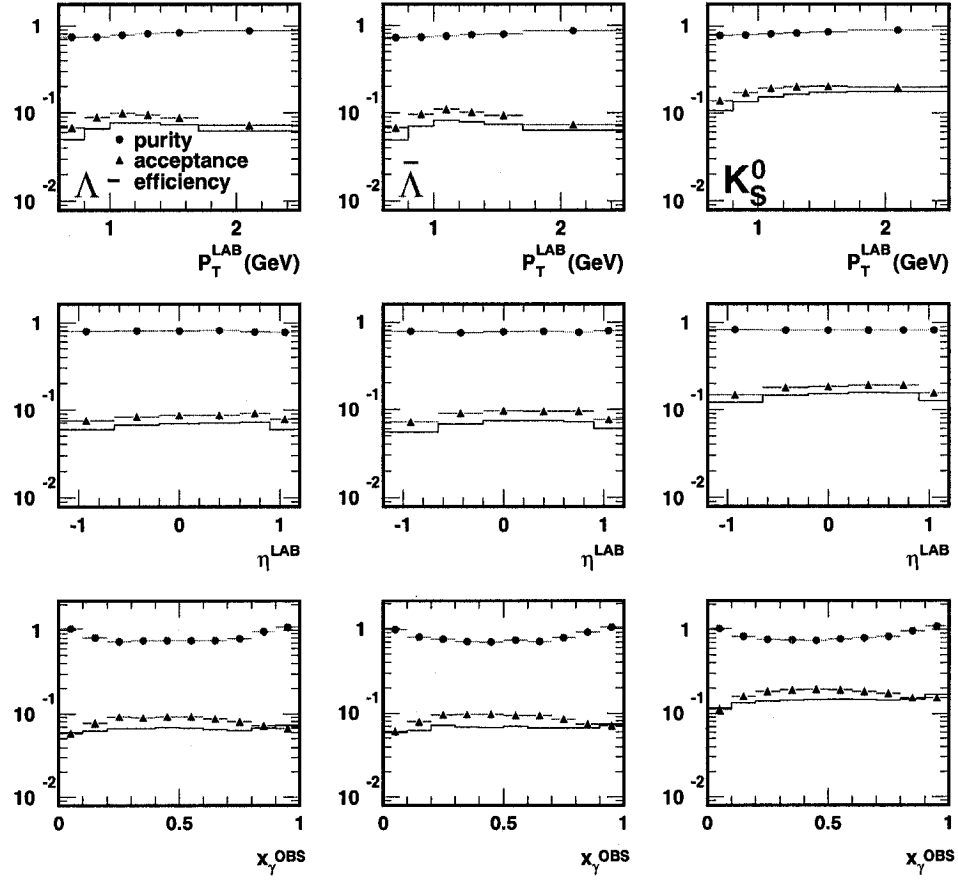 1 1 1
10⁻¹ 10⁻¹ 10⁻¹
● purity
▲ acceptance
Λ – efficiency Λ̄ K⁰_S
10⁻² 10⁻² 10⁻²
1 2 1 2 1 2
P_T^LAB (GeV) P_T^LAB (GeV) P_T^LAB (GeV)
1 1 1
10⁻¹ 10⁻¹ 10⁻¹
10⁻² 10⁻² 10⁻²
-1 0 1 -1 0 1 -1 0 1
η^LAB η^LAB η^LAB
1 1 1
10⁻¹ 10⁻¹ 10⁻¹
10⁻² 10⁻² 10⁻²
0 0.5 1 0 0.5 1 0 0.5 1
x_γ^OBS x_γ^OBS x_γ^OBS